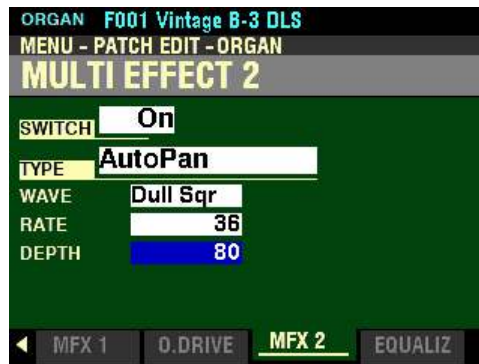 ORGAN F001 Vintage B-3 DLS
MENU - PATCH EDIT - ORGAN
MULTI EFFECT 2
SWITCH On
TYPE AutoPan
WAVE Dull Sqr
RATE 36
DEPTH 80
MFX 1 O.DRIVE MFX 2 EQUALIZ